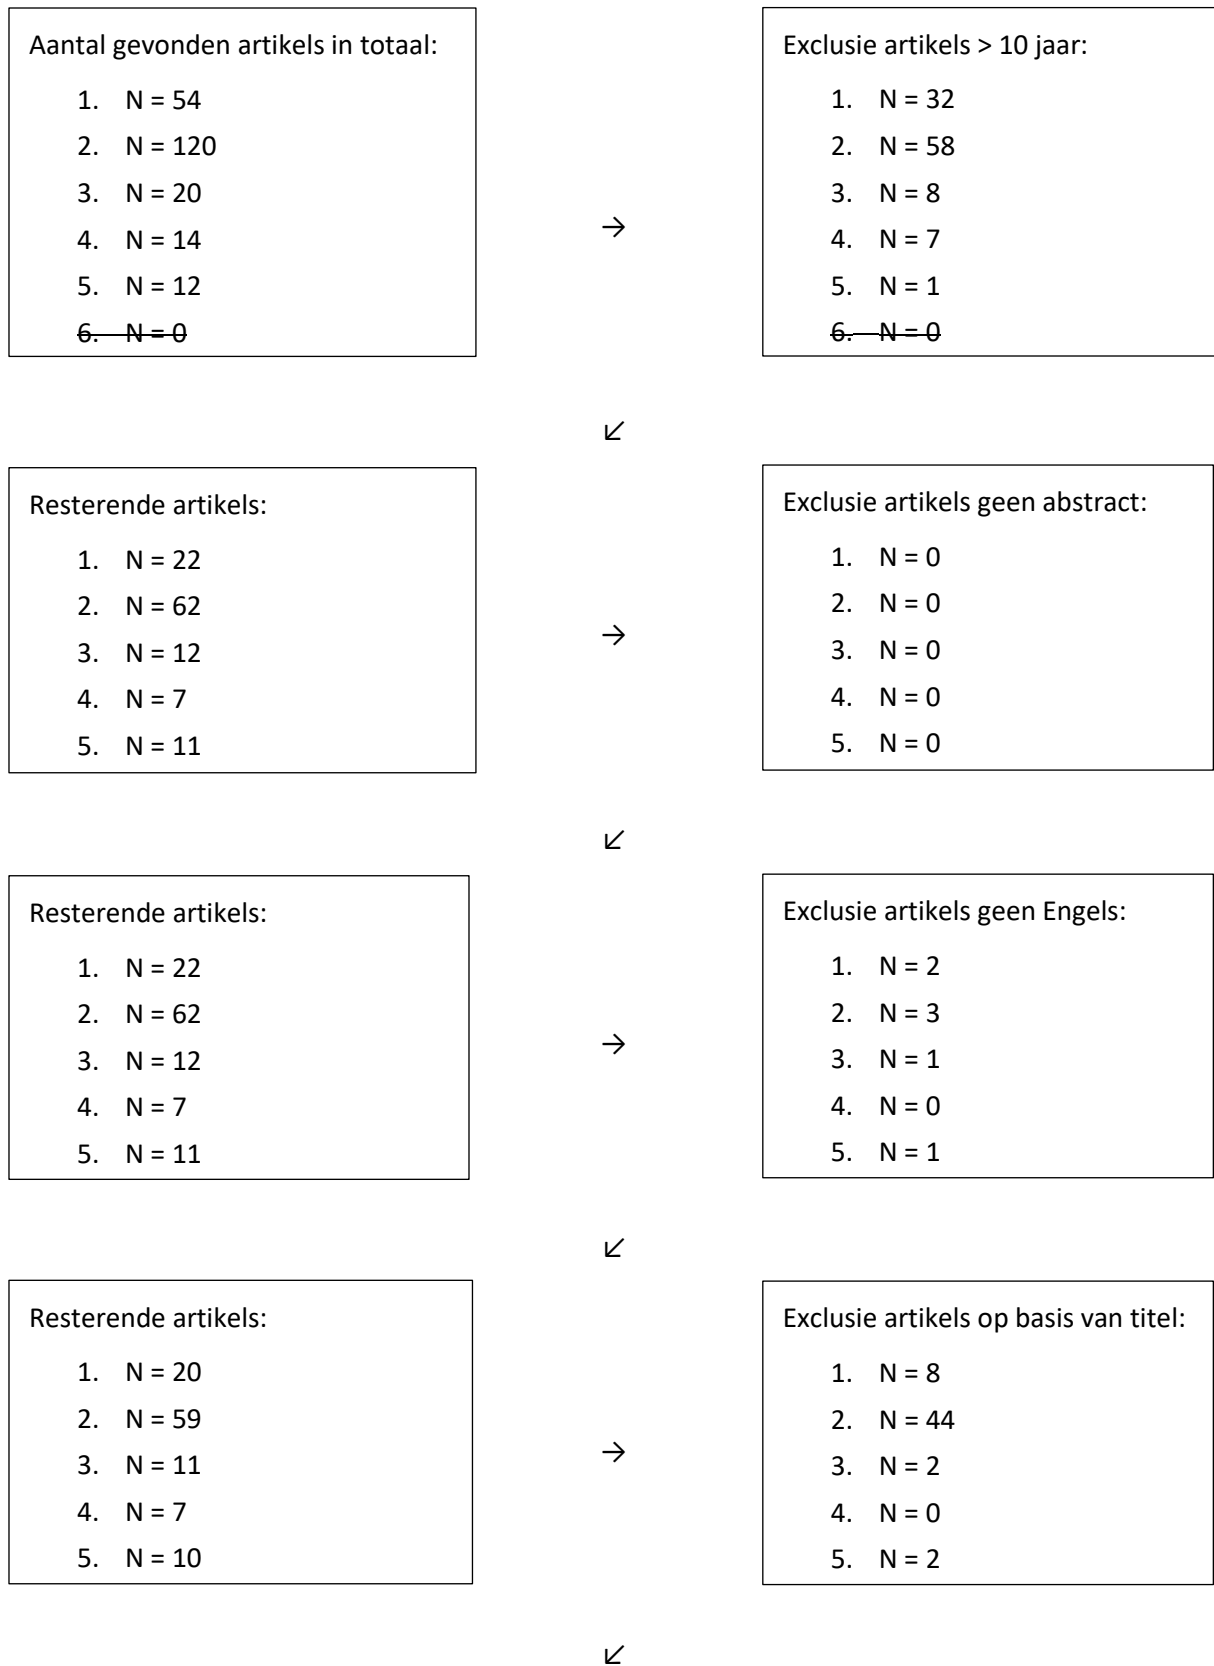 Aantal gevonden artikels in totaal:
1. N = 54
2. N = 120
3. N = 20
4. N = 14
5. N = 12
6. N = 0
→
Exclusie artikels > 10 jaar:
1. N = 32
2. N = 58
3. N = 8
4. N = 7
5. N = 1
6. N = 0
↙
Resterende artikels:
1. N = 22
2. N = 62
3. N = 12
4. N = 7
5. N = 11
→
Exclusie artikels geen abstract:
1. N = 0
2. N = 0
3. N = 0
4. N = 0
5. N = 0
↙
Resterende artikels:
1. N = 22
2. N = 62
3. N = 12
4. N = 7
5. N = 11
→
Exclusie artikels geen Engels:
1. N = 2
2. N = 3
3. N = 1
4. N = 0
5. N = 1
↙
Resterende artikels:
1. N = 20
2. N = 59
3. N = 11
4. N = 7
5. N = 10
→
Exclusie artikels op basis van titel:
1. N = 8
2. N = 44
3. N = 2
4. N = 0
5. N = 2
↙